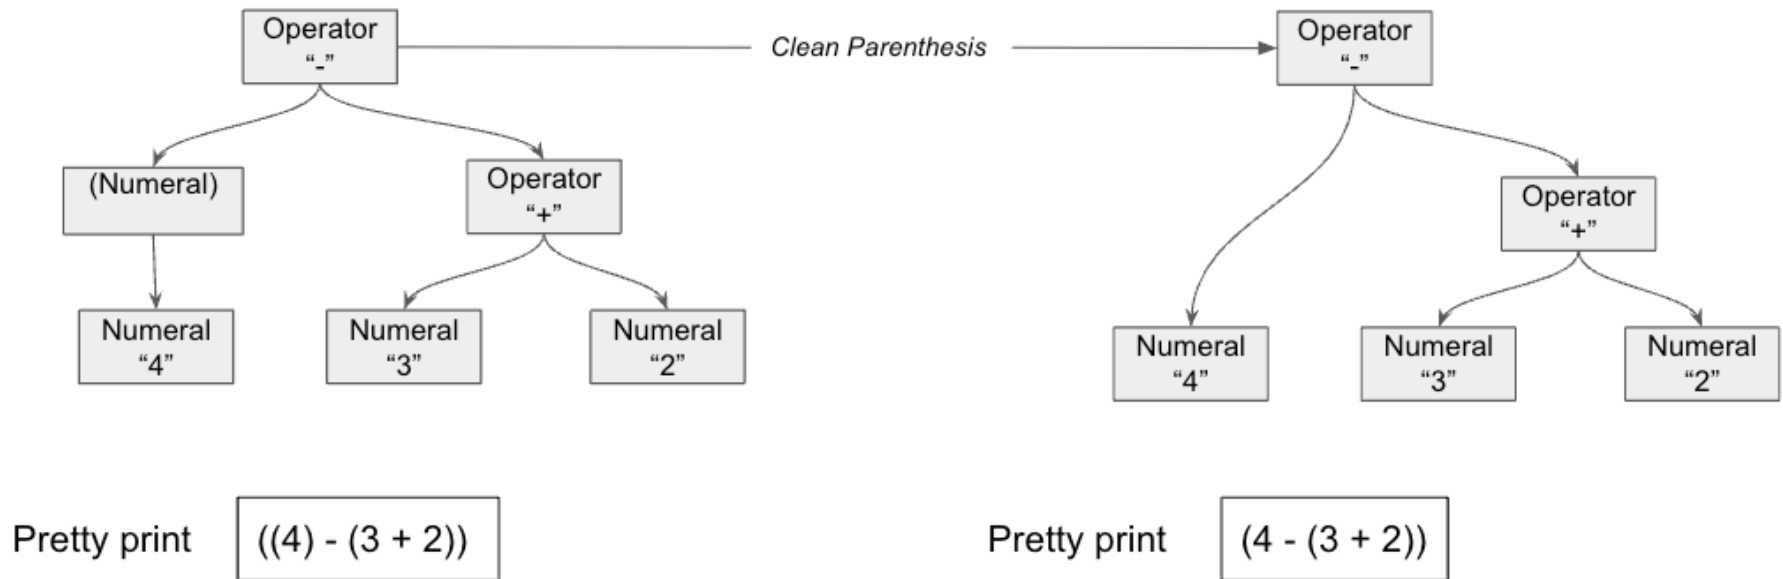 Operator
“-”
Clean Parenthesis
Operator
“-”
(Numeral)
Operator
“+”
Operator
“+”
Numeral
“4”
Numeral
“3”
Numeral
“2”
Numeral
“4”
Numeral
“3”
Numeral
“2”
Pretty print
((4) - (3 + 2))
Pretty print
(4 - (3 + 2))